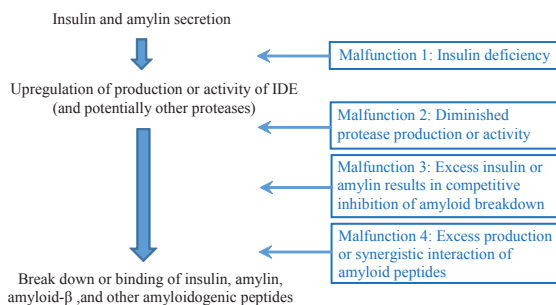 Insulin and amylin secretion
Malfunction 1: Insulin deficiency
Upregulation of production or activity of IDE
(and potentially other proteases)
Malfunction 2: Diminished
protease production or activity
Malfunction 3: Excess insulin or
amylin results in competitive
inhibition of amyloid breakdown
Malfunction 4: Excess production
or synergistic interaction of
amyloid peptides
Break down or binding of insulin, amylin,
amyloid-β ,and other amyloidogenic peptides